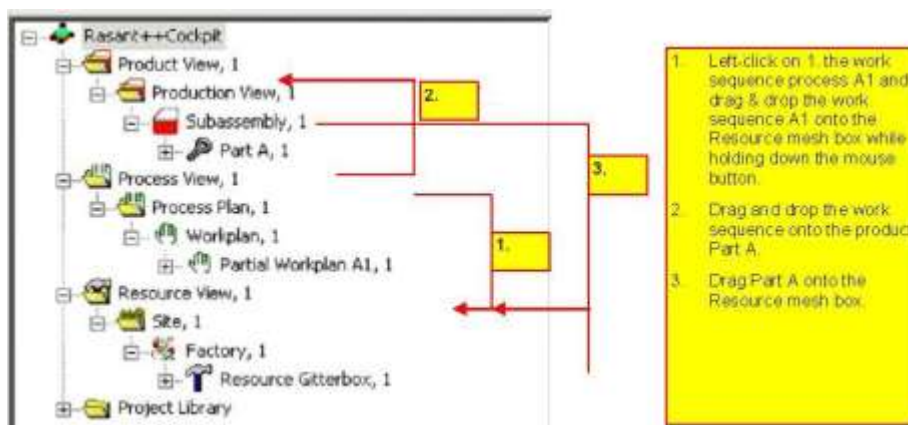 Rasant++Cockpit
Product View, 1
Production View, 1
Subassembly, 1
Part A, 1
Process View, 1
Process Plan, 1
Workplan, 1
Partial Workplan A1, 1
Resource View, 1
Site, 1
Factory, 1
Resource Gitterbox, 1
Project Library
2.
3.
1.
1. Left-click on 1. the work
sequence process A1 and
drag & drop the work
sequence A1 onto the
Resource mesh box while
holding down the mouse
button.
2. Drag and drop the work
sequence onto the produc
Part A.
3. Drag Part A onto the
Resource mesh box.